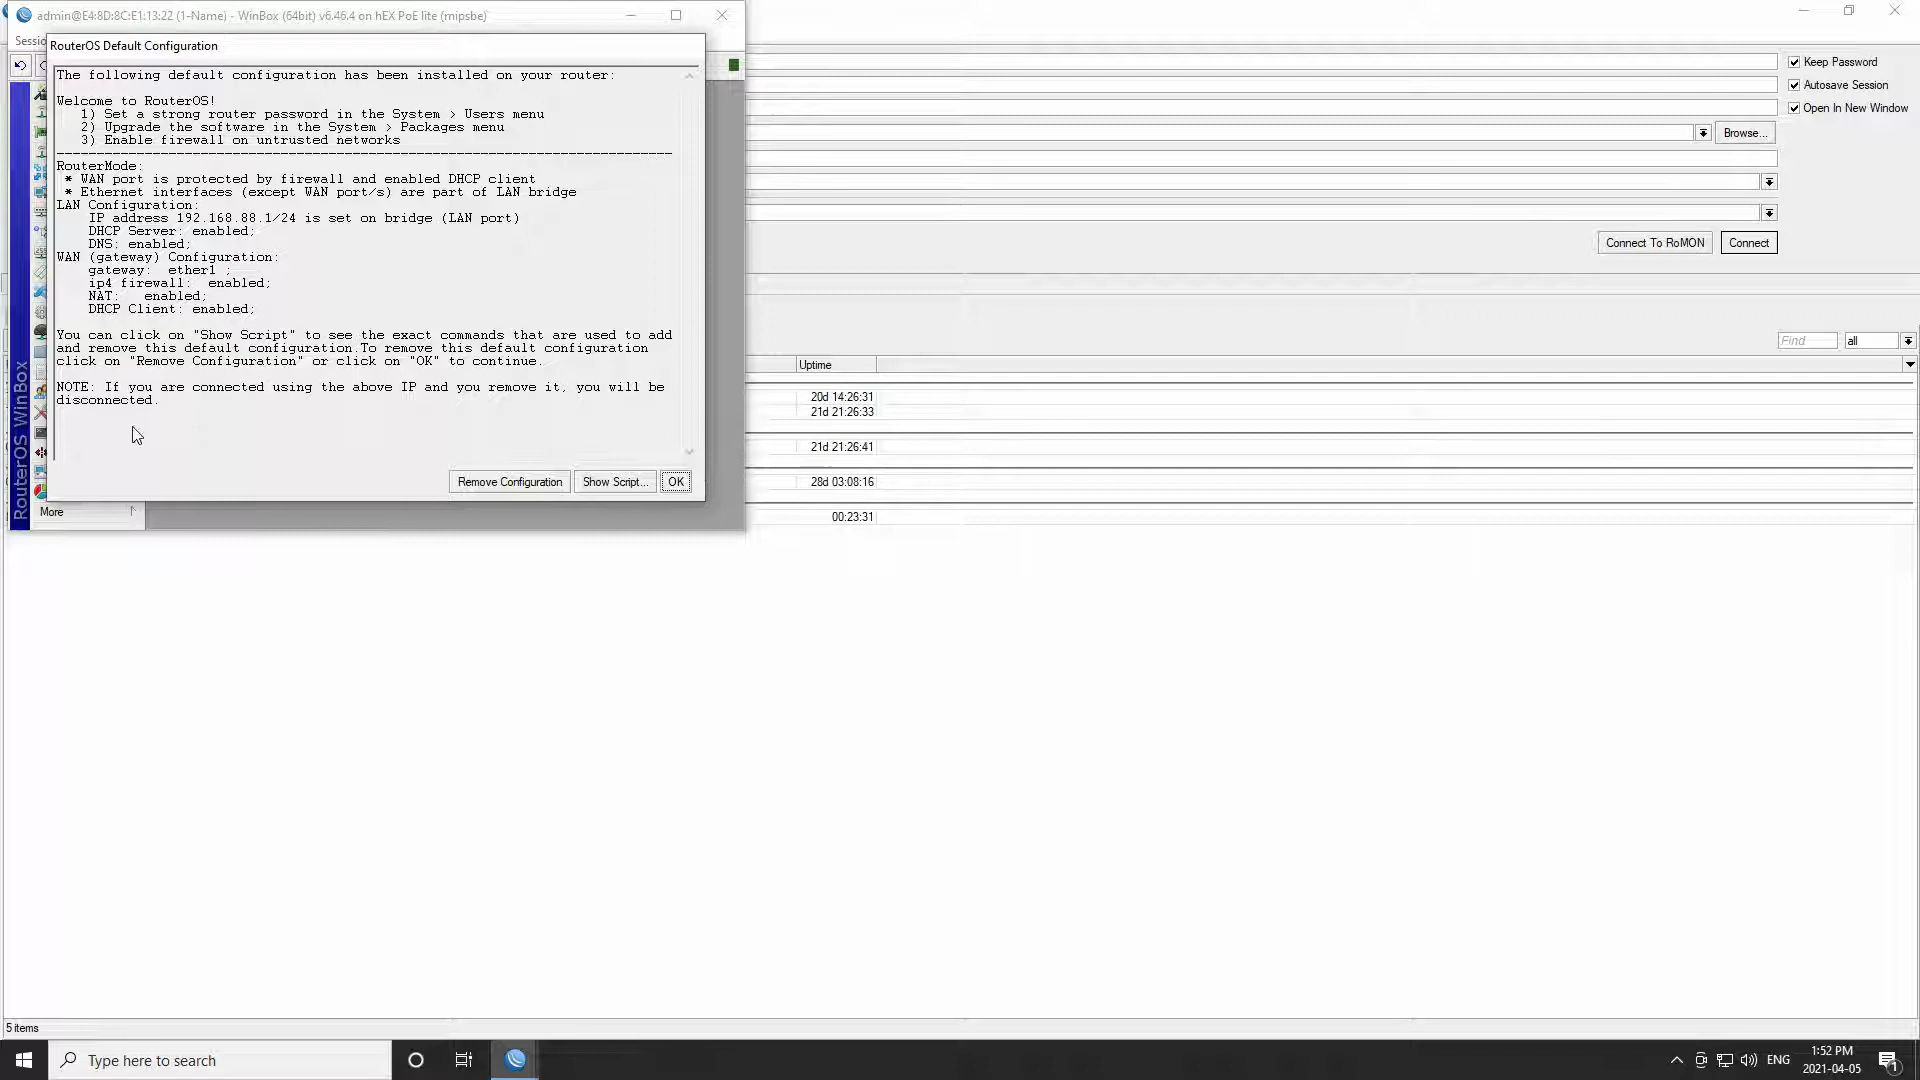 admin@E4:8D:8C:E1:13:22 (1-Name) - WinBox (64bit) v6.46.4 on hEX PoE lite (mipsbe)
Sessio
RouterOS Default Configuration
The following default configuration has been installed on your router:
Welcome to RouterOS!
1) Set a strong router password in the System > Users menu
2) Upgrade the software in the System > Packages menu
3) Enable firewall on untrusted networks
-----------------------------------------------------------------------------
RouterMode:
* WAN port is protected by firewall and enabled DHCP client
* Ethernet interfaces (except WAN port/s) are part of LAN bridge
LAN Configuration:
IP address 192.168.88.1/24 is set on bridge (LAN port)
DHCP Server: enabled;
DNS: enabled;
WAN (gateway) Configuration:
gateway:  ether1 ;
ip4 firewall:  enabled;
NAT:   enabled;
DHCP Client: enabled;
You can click on "Show Script" to see the exact commands that are used to add
and remove this default configuration.To remove this default configuration
click on "Remove Configuration" or click on "OK" to continue.
NOTE: If you are connected using the above IP and you remove it, you will be
disconnected.
Remove Configuration
Show Script...
OK
More
RouterOS WinBox
Keep Password
Autosave Session
Open In New Window
Browse...
Connect To RoMON
Connect
Find
all
Uptime
20d 14:26:31
21d 21:26:33
21d 21:26:41
28d 03:08:16
00:23:31
5 items
Type here to search
ENG
1:52 PM
2021-04-05
1